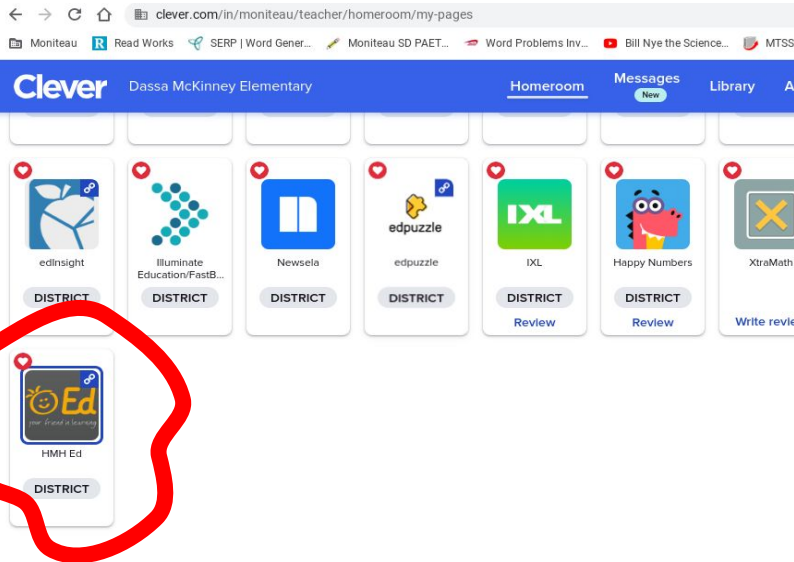 clever.com/in/moniteau/teacher/homeroom/my-pages
Moniteau Read Works SERP | Word Gener... Moniteau SD PAET... Word Problems Inv... Bill Nye the Science... MTSS
Clever Dassa McKinney Elementary Homeroom Messages Library A
New
edpuzzle
IXL
edInsight Illuminate Newsela edpuzzle IXL Happy Numbers XtraMath
Education/FastB...
DISTRICT DISTRICT DISTRICT DISTRICT DISTRICT DISTRICT
Review Review Write revie
Ed
your friend in learning
HMH Ed
DISTRICT